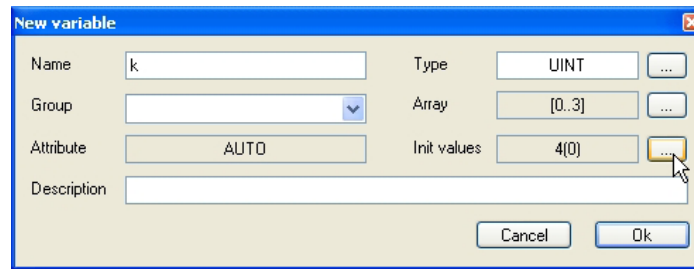 New variable
Name k Type UINT ...
Group Array [0..3] ...
Attribute AUTO Init values 4(0) ...
Description
Cancel Ok